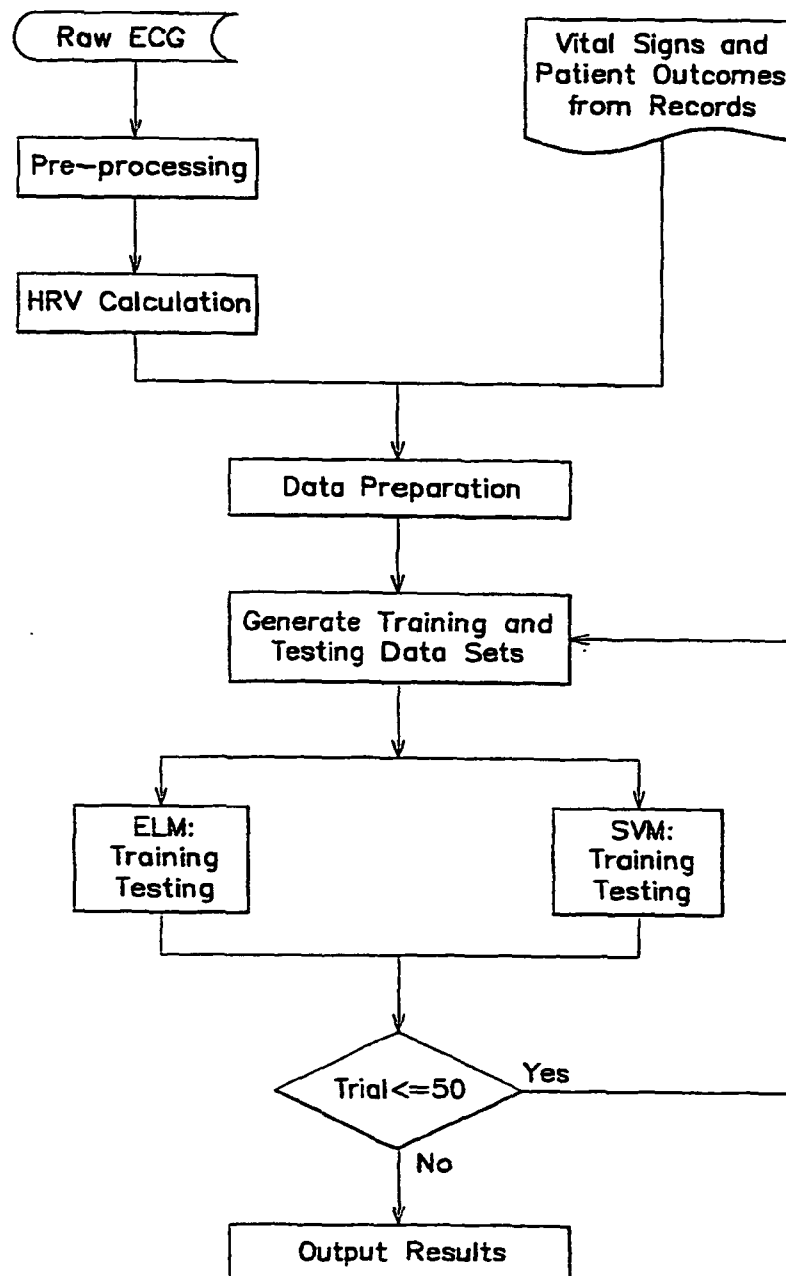 Raw ECG
Vital Signs and
Patient Outcomes
from Records
Pre-processing
HRV Calculation
Data Preparation
Generate Training and
Testing Data Sets
ELM:
Training
Testing
SVM:
Training
Testing
Trial<=50
Yes
No
Output Results